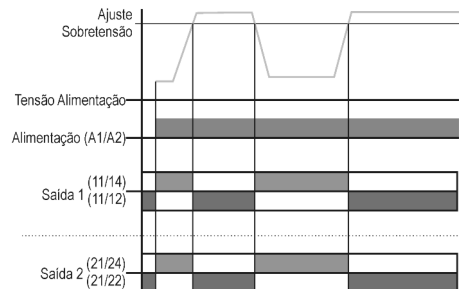 Ajuste
Sobretensão
Tensão Alimentação
Alimentação (A1/A2)
Saída 1 (11/14)
(11/12)
Saída 2 (21/24)
(21/22)